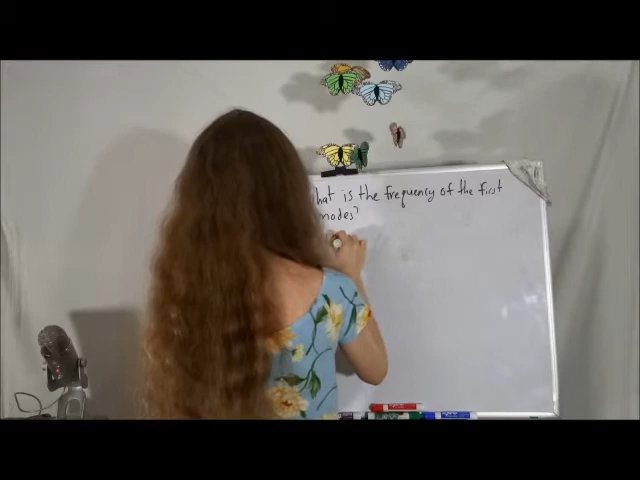 hat is the frequency of the first
modes?